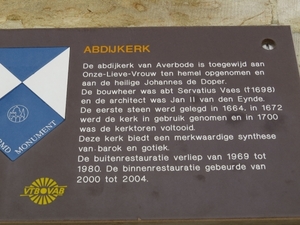 ABDIJKERK
De abdijkerk van Averbode is toegewijd aan
Onze-Lieve-Vrouw ten hemel opgenomen en
aan de heilige Johannes de Doper.
De bouwheer was abt Servatius Vses (†1698)
en de architect was Jan II van den Eynde.
De eerste steen werd gelegd in 1664, in 1672
werd de kerk in gebruik genomen en in 1700
was de kerktoren voltooid.
Deze kerk biedt een merkwaardige synthese
van barok en gotiek.
De buitenrestauratie verliep van 1969 tot
1980. De binnenrestauratie gebeurde van
2000 tot 2004.
MONUMENT
VTB·VAB